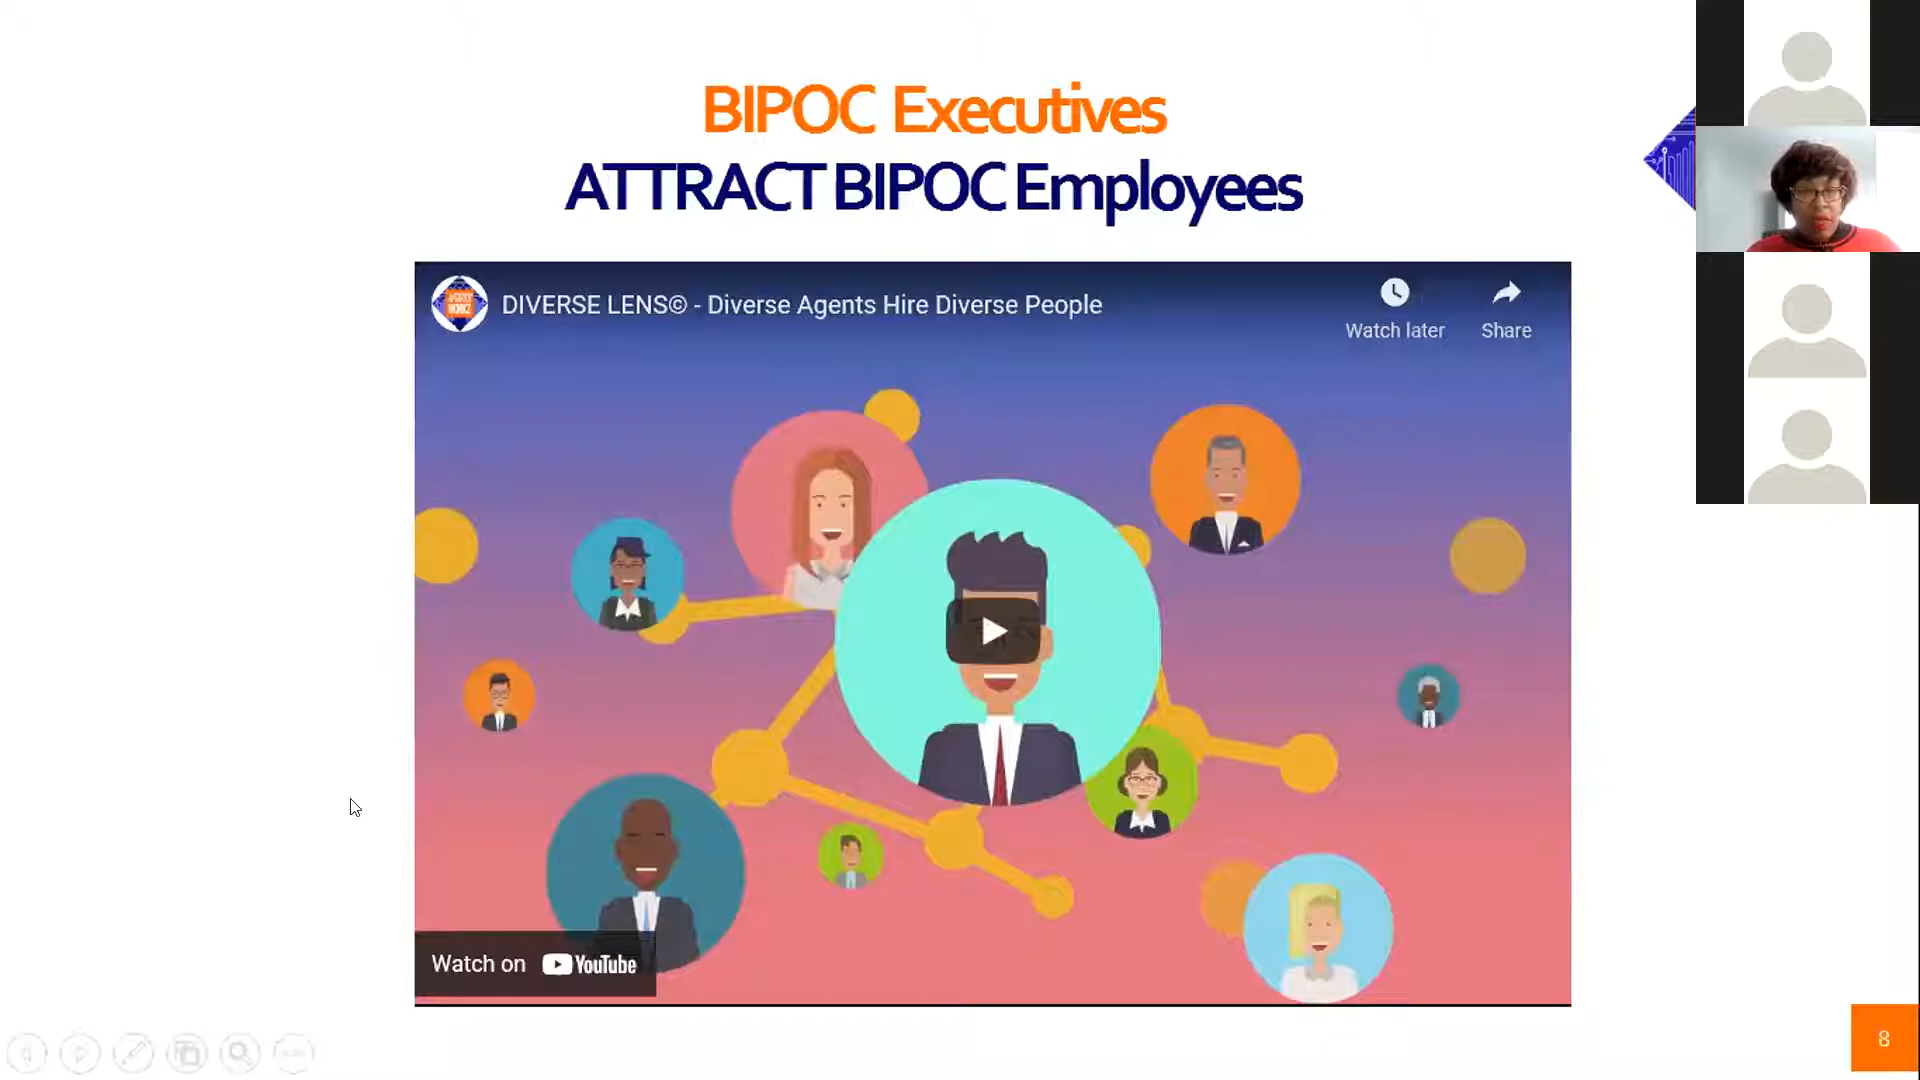 BIPOC Executives
ATTRACT BIPOC Employees
DIVERSE LENS© - Diverse Agents Hire Diverse People
Watch later
Share
Watch on YouTube
8